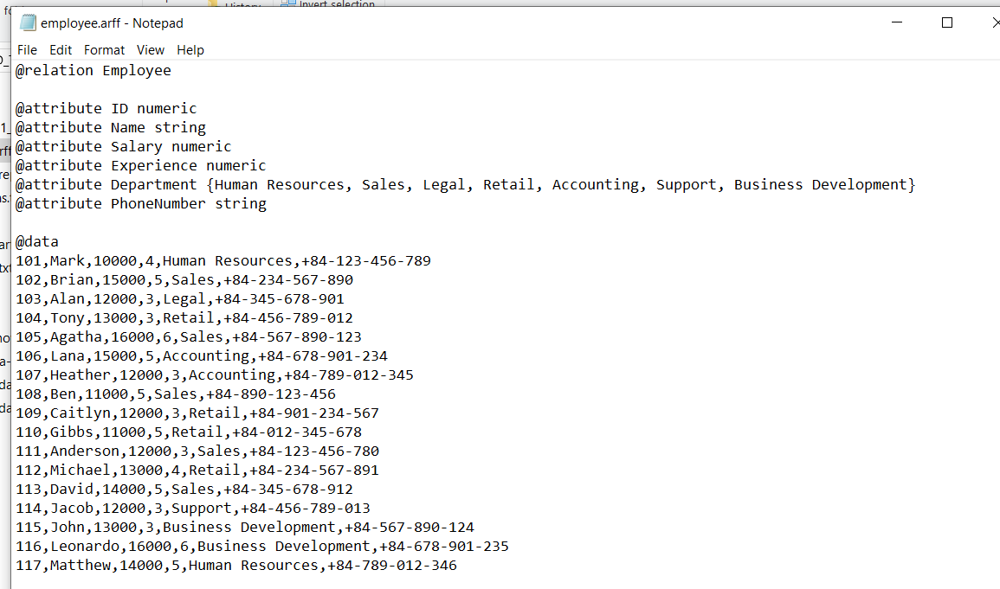 History
Invert selection
employee.arff - Notepad
File Edit Format View Help
@relation Employee

@attribute ID numeric
@attribute Name string
@attribute Salary numeric
@attribute Experience numeric
@attribute Department {Human Resources, Sales, Legal, Retail, Accounting, Support, Business Development}
@attribute PhoneNumber string

@data
101,Mark,10000,4,Human Resources,+84-123-456-789
102,Brian,15000,5,Sales,+84-234-567-890
103,Alan,12000,3,Legal,+84-345-678-901
104,Tony,13000,3,Retail,+84-456-789-012
105,Agatha,16000,6,Sales,+84-567-890-123
106,Lana,15000,5,Accounting,+84-678-901-234
107,Heather,12000,3,Accounting,+84-789-012-345
108,Ben,11000,5,Sales,+84-890-123-456
109,Caitlyn,12000,3,Retail,+84-901-234-567
110,Gibbs,11000,5,Retail,+84-012-345-678
111,Anderson,12000,3,Sales,+84-123-456-780
112,Michael,13000,4,Retail,+84-234-567-891
113,David,14000,5,Sales,+84-345-678-912
114,Jacob,12000,3,Support,+84-456-789-013
115,John,13000,3,Business Development,+84-567-890-124
116,Leonardo,16000,6,Business Development,+84-678-901-235
117,Matthew,14000,5,Human Resources,+84-789-012-346